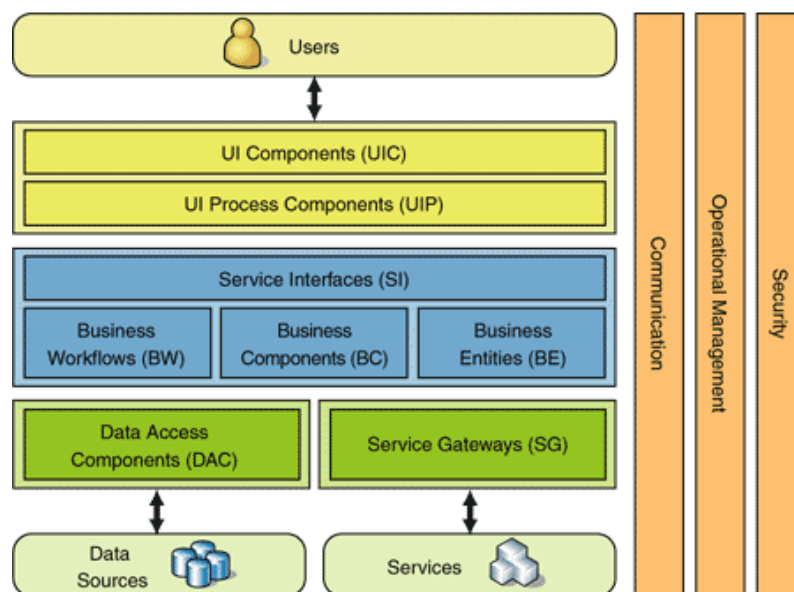 Users
UI Components (UIC)
UI Process Components (UIP)
Service Interfaces (SI)
Business
Workflows (BW)
Business
Components (BC)
Business
Entities (BE)
Data Access
Components (DAC)
Service Gateways (SG)
Data
Sources
Services
Communication
Operational Management
Security